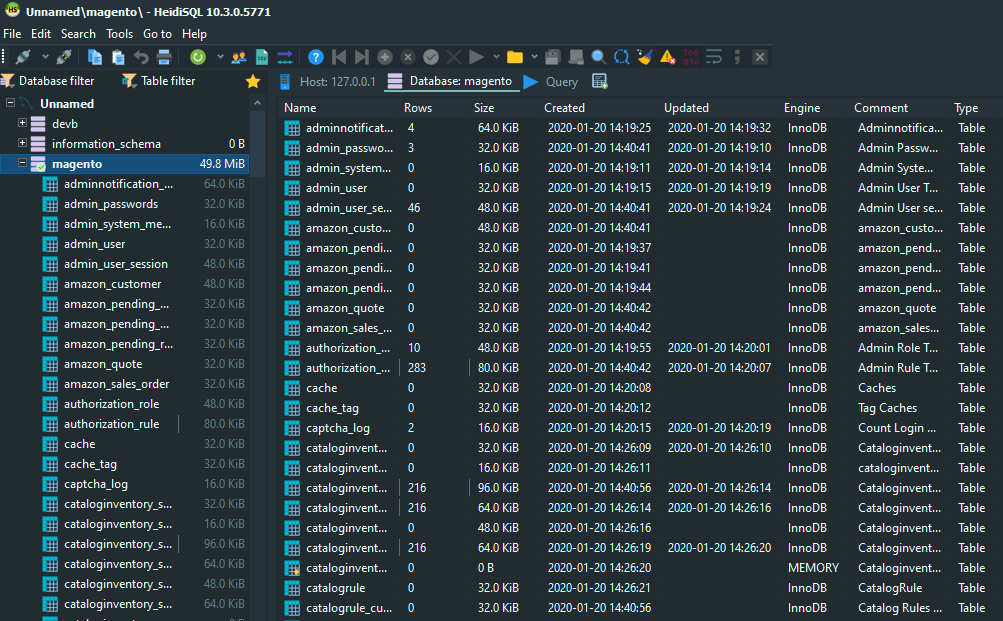 Unnamed\magento\ - HeidiSQL 10.3.0.5771
File Edit Search Tools Go to Help
Database filter Table filter Host: 127.0.0.1 Database: magento Query
Unnamed
devb
information_schema 0 B
magento 49.8 MiB
adminnotification_... 64.0 KiB
admin_passwords 32.0 KiB
admin_system_me... 16.0 KiB
admin_user 32.0 KiB
admin_user_session 48.0 KiB
amazon_customer 48.0 KiB
amazon_pending_... 32.0 KiB
amazon_pending_... 32.0 KiB
amazon_pending_r... 32.0 KiB
amazon_quote 32.0 KiB
amazon_sales_order 32.0 KiB
authorization_role 48.0 KiB
authorization_rule 80.0 KiB
cache 32.0 KiB
cache_tag 32.0 KiB
captcha_log 16.0 KiB
cataloginventory_s... 32.0 KiB
cataloginventory_s... 16.0 KiB
cataloginventory_s... 96.0 KiB
cataloginventory_s... 64.0 KiB
cataloginventory_s... 48.0 KiB
cataloginventory_s... 64.0 KiB
Name Rows Size Created Updated Engine Comment Type
adminnotificat... 4 64.0 KiB 2020-01-20 14:19:25 2020-01-20 14:19:32 InnoDB Adminnotifica... Table
admin_passwo... 3 32.0 KiB 2020-01-20 14:40:41 2020-01-20 14:19:10 InnoDB Admin Passw... Table
admin_system... 0 16.0 KiB 2020-01-20 14:19:11 2020-01-20 14:19:14 InnoDB Admin Syste... Table
admin_user 0 32.0 KiB 2020-01-20 14:19:15 2020-01-20 14:19:19 InnoDB Admin User T... Table
admin_user_se... 46 48.0 KiB 2020-01-20 14:40:41 2020-01-20 14:19:24 InnoDB Admin User se... Table
amazon_custo... 0 48.0 KiB 2020-01-20 14:40:41 InnoDB amazon_custo... Table
amazon_pendi... 0 32.0 KiB 2020-01-20 14:19:37 InnoDB amazon_pend... Table
amazon_pendi... 0 32.0 KiB 2020-01-20 14:19:41 InnoDB amazon_pend... Table
amazon_pendi... 0 32.0 KiB 2020-01-20 14:19:44 InnoDB amazon_pend... Table
amazon_quote 0 32.0 KiB 2020-01-20 14:40:42 InnoDB amazon_quote Table
amazon_sales_... 0 32.0 KiB 2020-01-20 14:40:42 InnoDB amazon_sales... Table
authorization_... 10 48.0 KiB 2020-01-20 14:19:55 2020-01-20 14:20:01 InnoDB Admin Role T... Table
authorization_... 283 80.0 KiB 2020-01-20 14:40:42 2020-01-20 14:20:07 InnoDB Admin Rule T... Table
cache 0 32.0 KiB 2020-01-20 14:20:08 InnoDB Caches Table
cache_tag 0 32.0 KiB 2020-01-20 14:20:12 InnoDB Tag Caches Table
captcha_log 2 16.0 KiB 2020-01-20 14:20:15 2020-01-20 14:20:19 InnoDB Count Login ... Table
cataloginvent... 0 32.0 KiB 2020-01-20 14:26:09 2020-01-20 14:26:10 InnoDB Cataloginvent... Table
cataloginvent... 0 16.0 KiB 2020-01-20 14:26:11 InnoDB cataloginvent... Table
cataloginvent... 216 96.0 KiB 2020-01-20 14:40:56 2020-01-20 14:26:14 InnoDB Cataloginvent... Table
cataloginvent... 216 64.0 KiB 2020-01-20 14:26:14 2020-01-20 14:26:16 InnoDB Cataloginvent... Table
cataloginvent... 0 48.0 KiB 2020-01-20 14:26:16 InnoDB Cataloginvent... Table
cataloginvent... 216 64.0 KiB 2020-01-20 14:26:19 2020-01-20 14:26:20 InnoDB Cataloginvent... Table
cataloginvent... 0 0 B 2020-01-20 14:26:20 MEMORY Cataloginvent... Table
catalogrule 0 32.0 KiB 2020-01-20 14:26:21 InnoDB CatalogRule Table
catalogrule_cu... 0 32.0 KiB 2020-01-20 14:40:56 InnoDB Catalog Rules ... Table